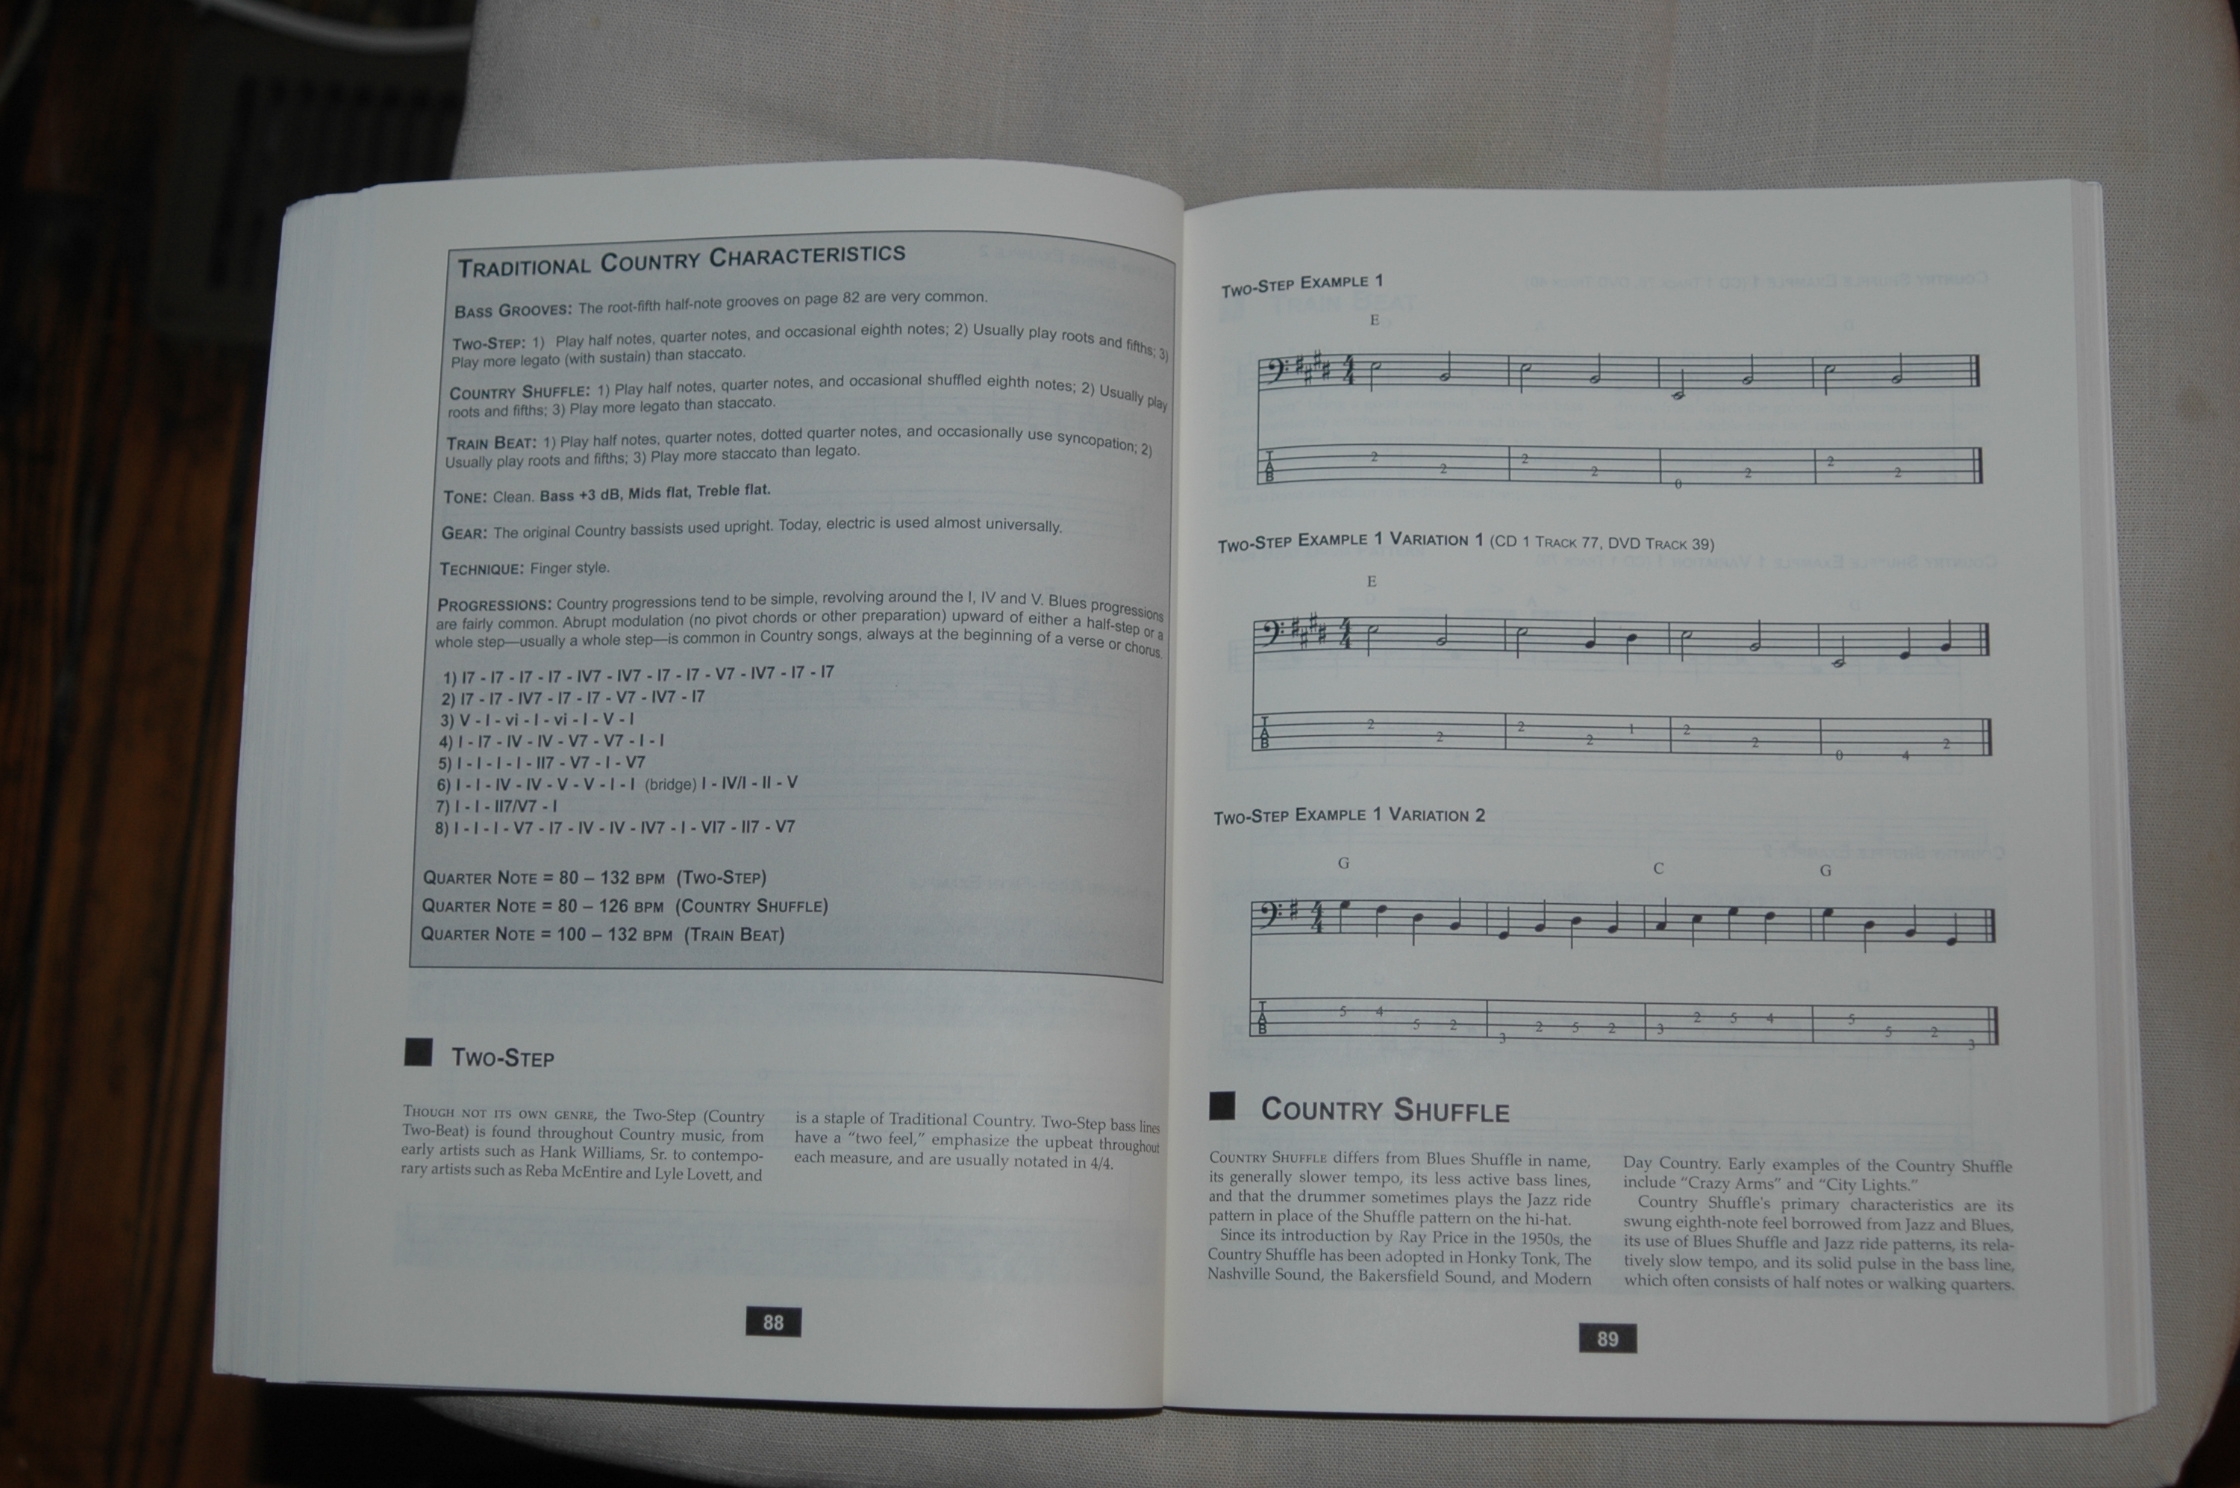 TRADITIONAL COUNTRY CHARACTERISTICS
BASS GROOVES: The root-fifth half-note grooves on page 82 are very common.
TWO-STEP: 1) Play half notes, quarter notes, and occasional eighth notes; 2) Usually play roots and fifths; 3)
Play more legato (with sustain) than staccato.
COUNTRY SHUFFLE: 1) Play half notes, quarter notes, and occasional shuffled eighth notes; 2) Usually play
roots and fifths; 3) Play more legato than staccato.
TRAIN BEAT: 1) Play half notes, quarter notes, dotted quarter notes, and occasionally use syncopation; 2)
Usually play roots and fifths; 3) Play more staccato than legato.
TONE: Clean. Bass +3 dB, Mids flat, Treble flat.
GEAR: The original Country bassists used upright. Today, electric is used almost universally.
TECHNIQUE: Finger style.
PROGRESSIONS: Country progressions tend to be simple, revolving around the I, IV and V. Blues progressions
are fairly common. Abrupt modulation (no pivot chords or other preparation) upward of either a half-step or a
whole step—usually a whole step—is common in Country songs, always at the beginning of a verse or chorus.
1) I7 - I7 - I7 - I7 - IV7 - IV7 - I7 - I7 - V7 - IV7 - I7 - I7
2) I7 - I7 - IV7 - I7 - I7 - V7 - IV7 - I7
3) V - I - vi - I - vi - I - V - I
4) I - I7 - IV - IV - V7 - V7 - I - I
5) I - I - I - I - II7 - V7 - I - V7
6) I - I - IV - IV - V - V - I - I (bridge) I - IV/I - II - V
7) I - I - II7/V7 - I
8) I - I - I - V7 - I7 - IV - IV - IV7 - I - VI7 - II7 - V7
QUARTER NOTE = 80 – 132 BPM (TWO-STEP)
QUARTER NOTE = 80 – 126 BPM (COUNTRY SHUFFLE)
QUARTER NOTE = 100 – 132 BPM (TRAIN BEAT)
TWO-STEP
THOUGH NOT ITS OWN GENRE, the Two-Step (Country
Two-Beat) is found throughout Country music, from
early artists such as Hank Williams, Sr. to contempo-
rary artists such as Reba McEntire and Lyle Lovett, and
is a staple of Traditional Country. Two-Step bass lines
have a “two feel,” emphasize the upbeat throughout
each measure, and are usually notated in 4/4.
88
TWO-STEP EXAMPLE 1
E
4
4
TAB 2 2 2 2 0 2 2 2
TWO-STEP EXAMPLE 1 VARIATION 1 (CD 1 TRACK 77, DVD TRACK 39)
E
4
4
TAB 2 2 2 2 1 2 2 0 4 2
TWO-STEP EXAMPLE 1 VARIATION 2
G C G
4
4
TAB 5 4 5 2 3 2 5 2 3 2 5 4 5 5 2 3
COUNTRY SHUFFLE
COUNTRY SHUFFLE differs from Blues Shuffle in name,
its generally slower tempo, its less active bass lines,
and that the drummer sometimes plays the Jazz ride
pattern in place of the Shuffle pattern on the hi-hat.
Since its introduction by Ray Price in the 1950s, the
Country Shuffle has been adopted in Honky Tonk, The
Nashville Sound, the Bakersfield Sound, and Modern
Day Country. Early examples of the Country Shuffle
include “Crazy Arms” and “City Lights.”
Country Shuffle's primary characteristics are its
swung eighth-note feel borrowed from Jazz and Blues,
its use of Blues Shuffle and Jazz ride patterns, its rela-
tively slow tempo, and its solid pulse in the bass line,
which often consists of half notes or walking quarters.
89